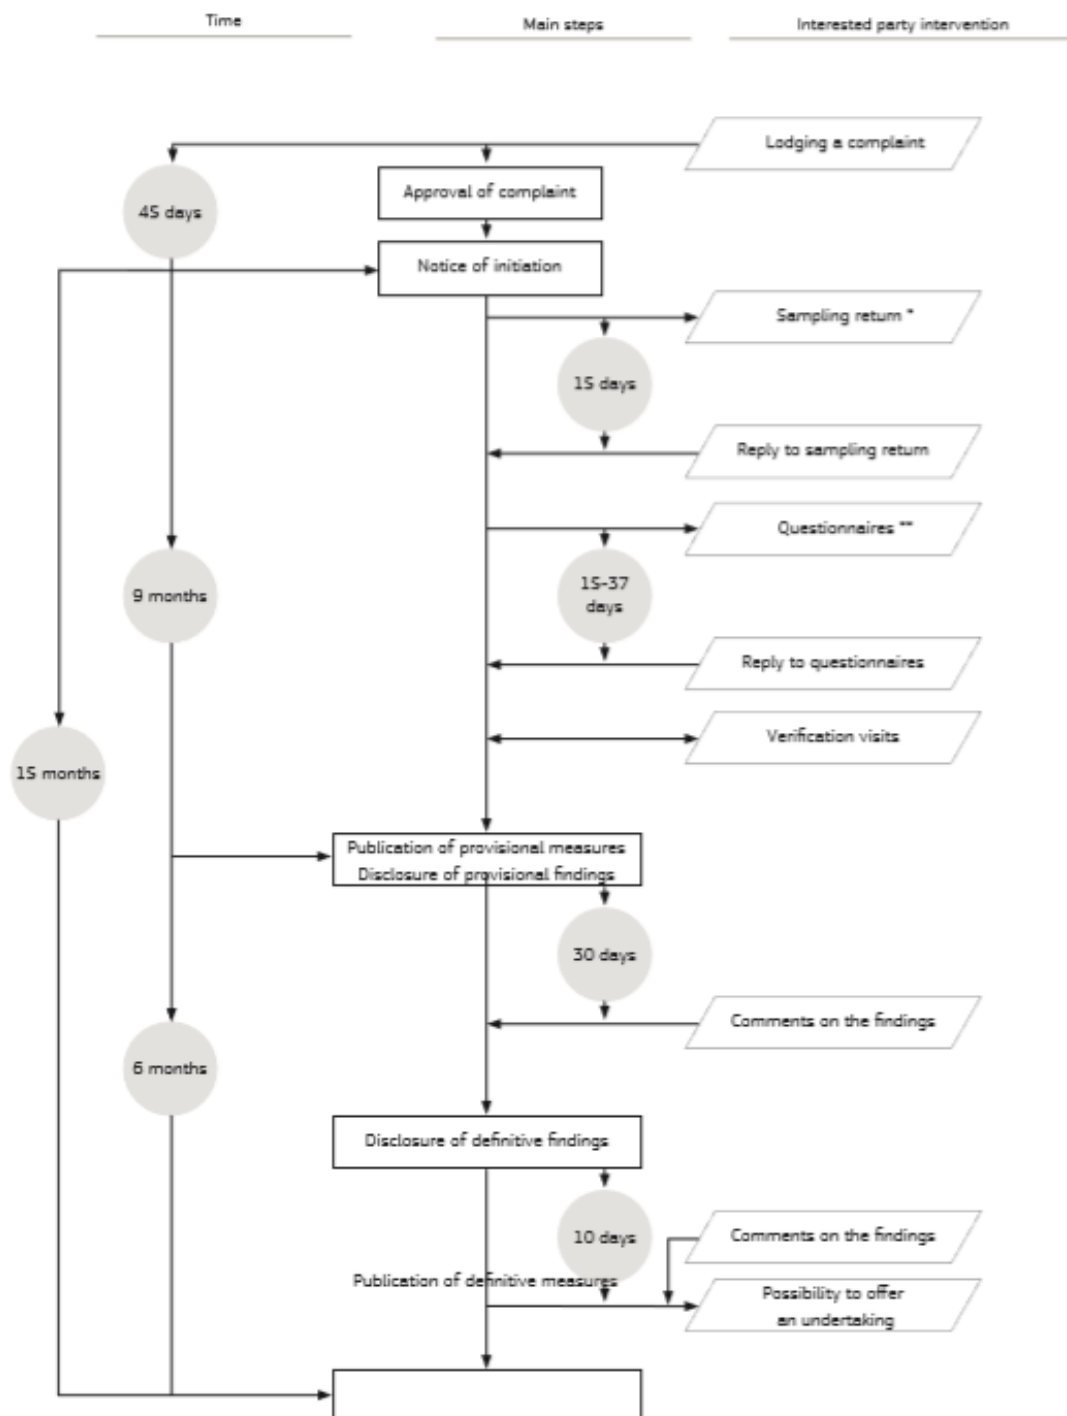 Time
Main steps
Interested party intervention
Lodging a complaint
Approval of complaint
45 days
Notice of initiation
Sampling return *
15 days
Reply to sampling return
Questionnaires **
15-37
days
9 months
Reply to questionnaires
Verification visits
15 months
Publication of provisional measures
Disclosure of provisional findings
30 days
Comments on the findings
6 months
Disclosure of definitive findings
10 days
Comments on the findings
Publication of definitive measures
Possibility to offer
an undertaking